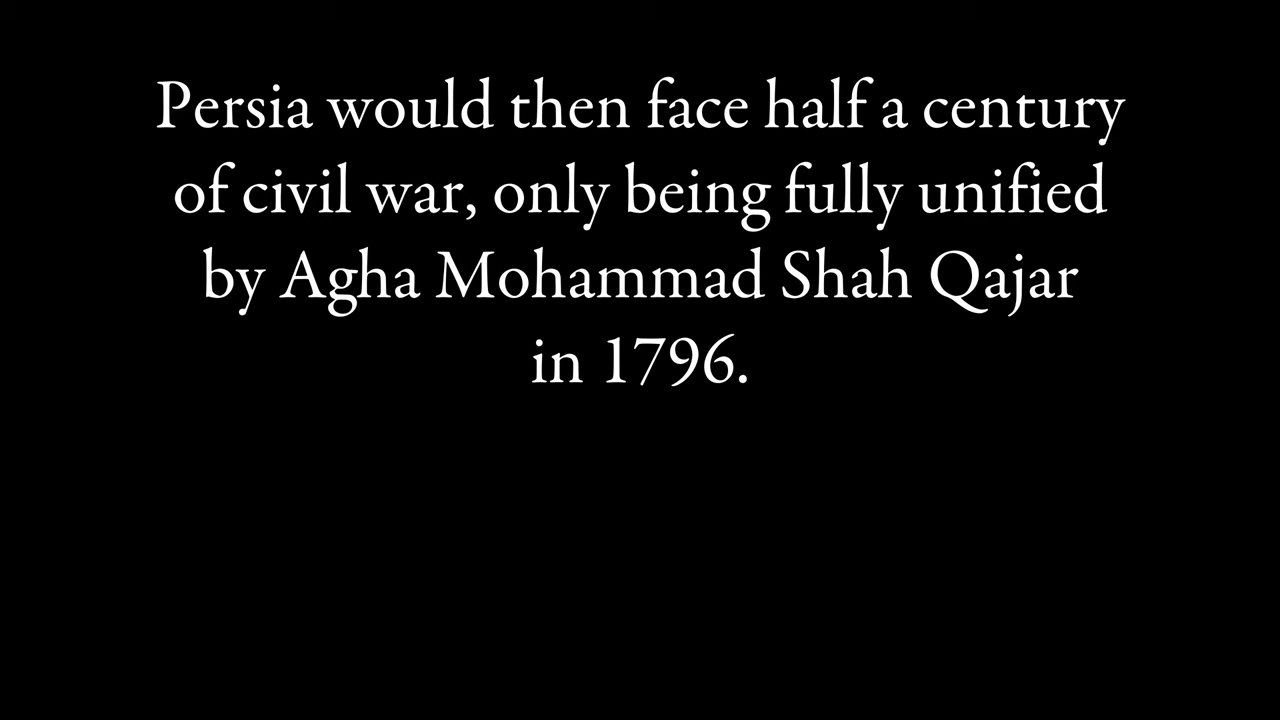 Persia would then face half a century
of civil war, only being fully unified
by Agha Mohammad Shah Qajar
in 1796.